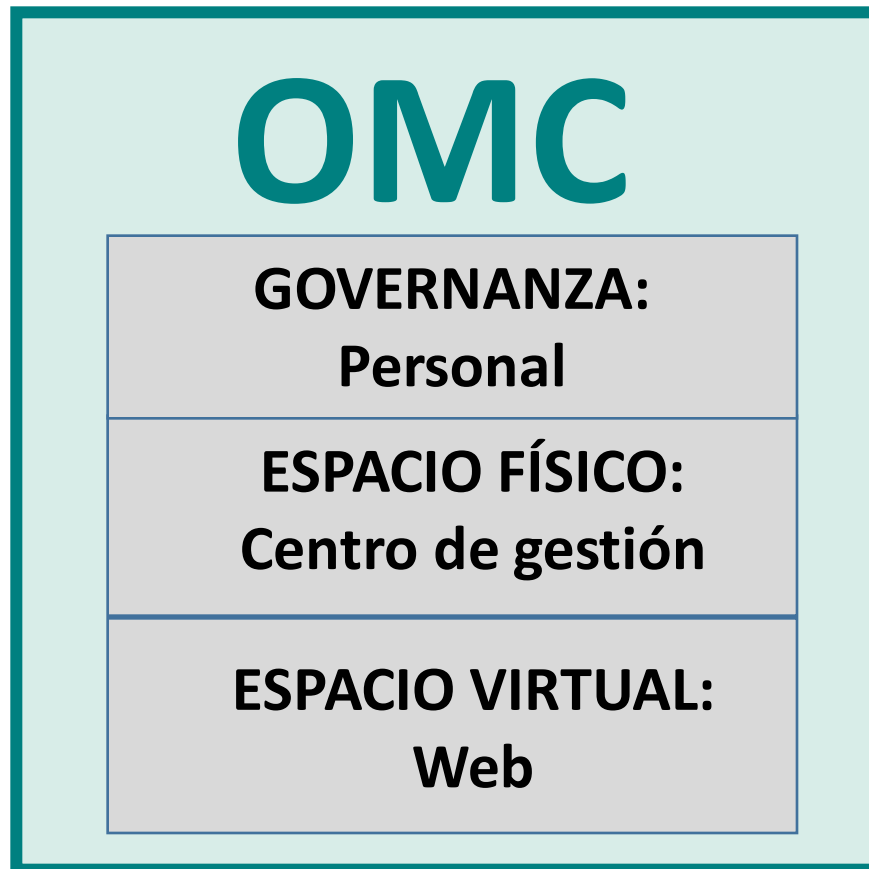 OMC
GOVERNANZA:
Personal
ESPACIO FÍSICO:
Centro de gestión
ESPACIO VIRTUAL:
Web